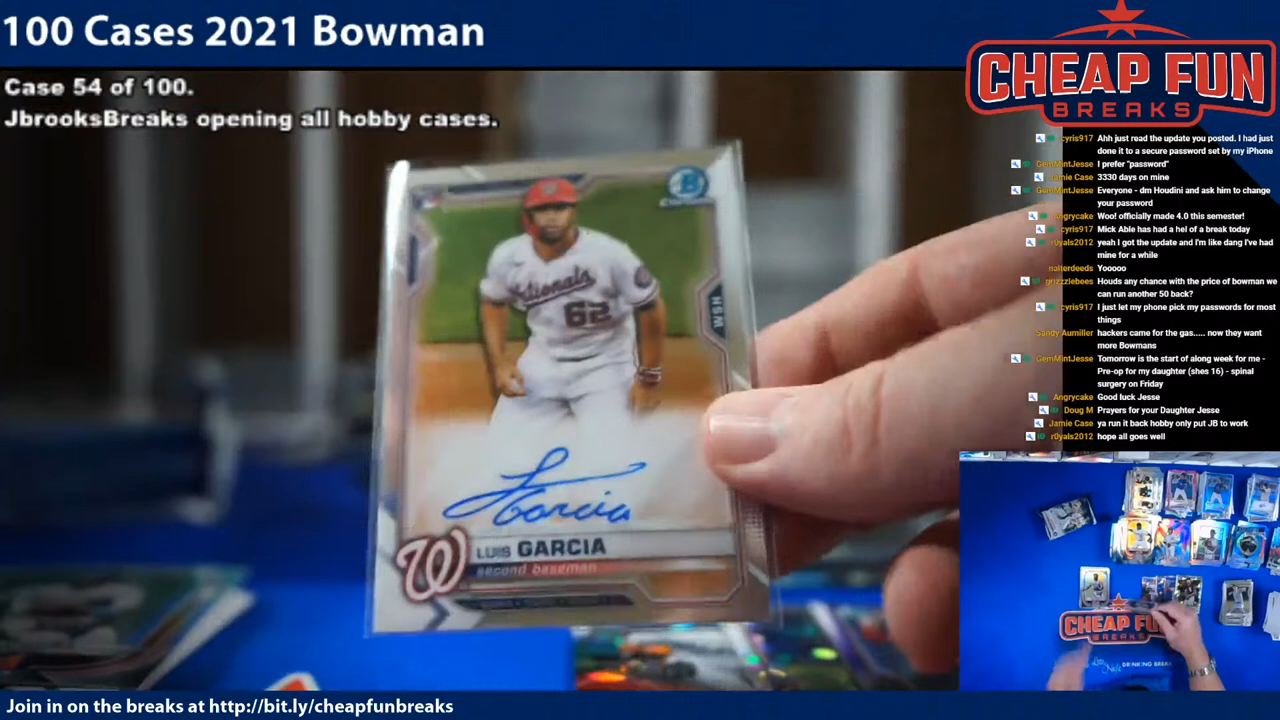 100 Cases 2021 Bowman
Case 54 of 100.
JbrooksBreaks opening all hobby cases.
CHEAP FUN
BREAKS
cyris917 Ahh just read the update you posted. I had just
done it to a secure password set by my iPhone
GemMintJesse I prefer "password"
Jamie Case 3330 days on mine
GemMintJesse Everyone - dm Houdini and ask him to change
your password
Angrycake Woo! officially made 4.0 this semester!
cyris917 Mick Able has had a hel of a break today
r0yals2012 yeah I got the update and I'm like dang I've had
mine for a while
nalterdeeds Yooooo
grizzzlebees Houds any chance with the price of bowman we
can run another 50 back?
cyris917 I just let my phone pick my passwords for most
things
Sandy Aumiller hackers came for the gas..... now they want
more Bowmans
GemMintJesse Tomorrow is the start of along week for me -
Pre-op for my daughter (shes 16) - spinal
surgery on Friday
Angrycake Good luck Jesse
Doug M Prayers for your Daughter Jesse
Jamie Case ya run it back hobby only put JB to work
r0yals2012 hope all goes well
B
Nationals
62
WSH
L Garcia
W
LUIS GARCIA
second baseman
CHEAP FUN
BREAKS
DRINKING BREAK
Join in on the breaks at http://bit.ly/cheapfunbreaks